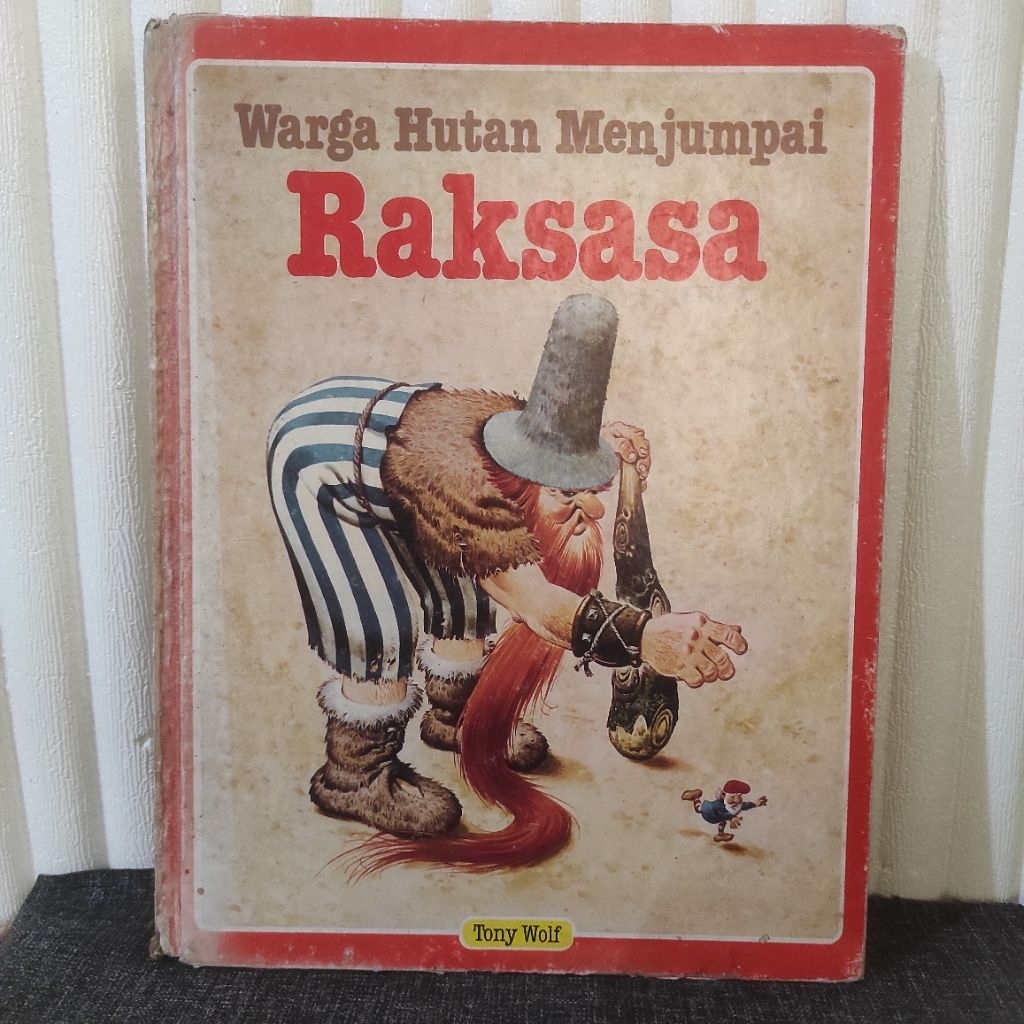 Warga Hutan Menjumpai
Raksasa
Tony Wolf